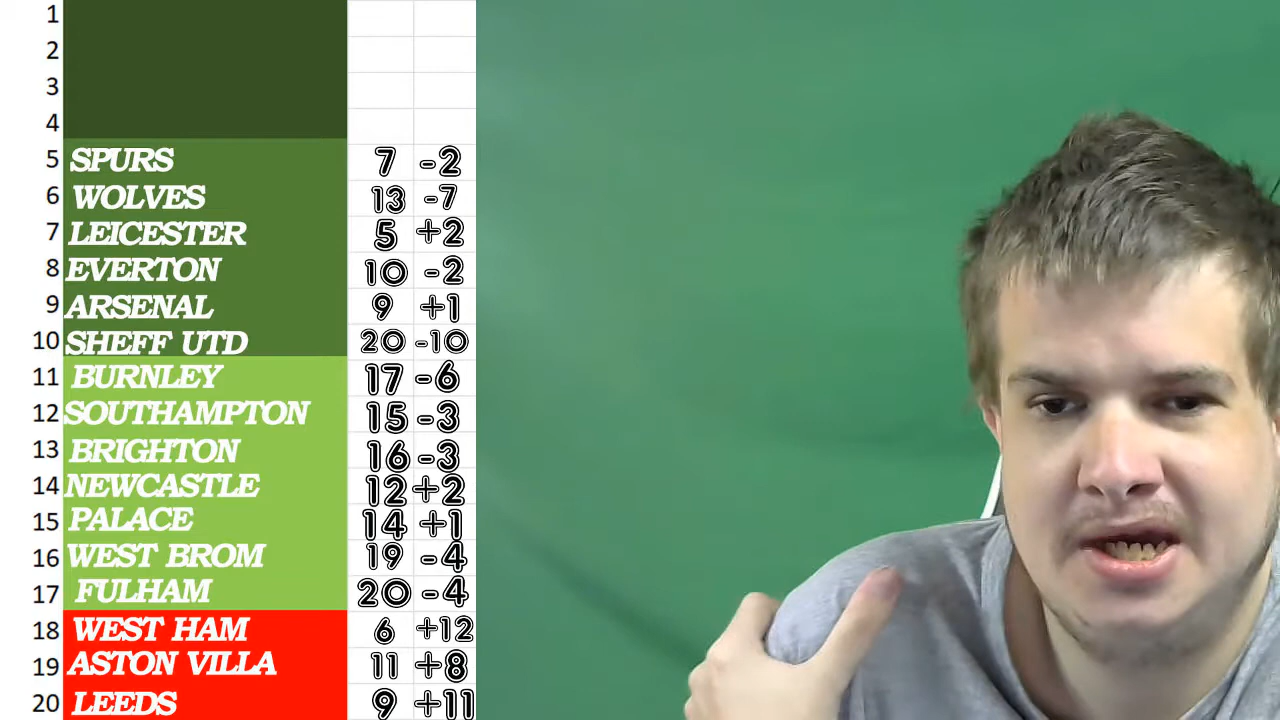 1
2
3
4
5 SPURS 7 -2
6 WOLVES 13 -7
7 LEICESTER 5 +2
8 EVERTON 10 -2
9 ARSENAL 9 +1
10 SHEFF UTD 20 -10
11 BURNLEY 17 -6
12 SOUTHAMPTON 15 -3
13 BRIGHTON 16 -3
14 NEWCASTLE 12 +2
15 PALACE 14 +1
16 WEST BROM 19 -4
17 FULHAM 20 -4
18 WEST HAM 6 +12
19 ASTON VILLA 11 +8
20 LEEDS 9 +11